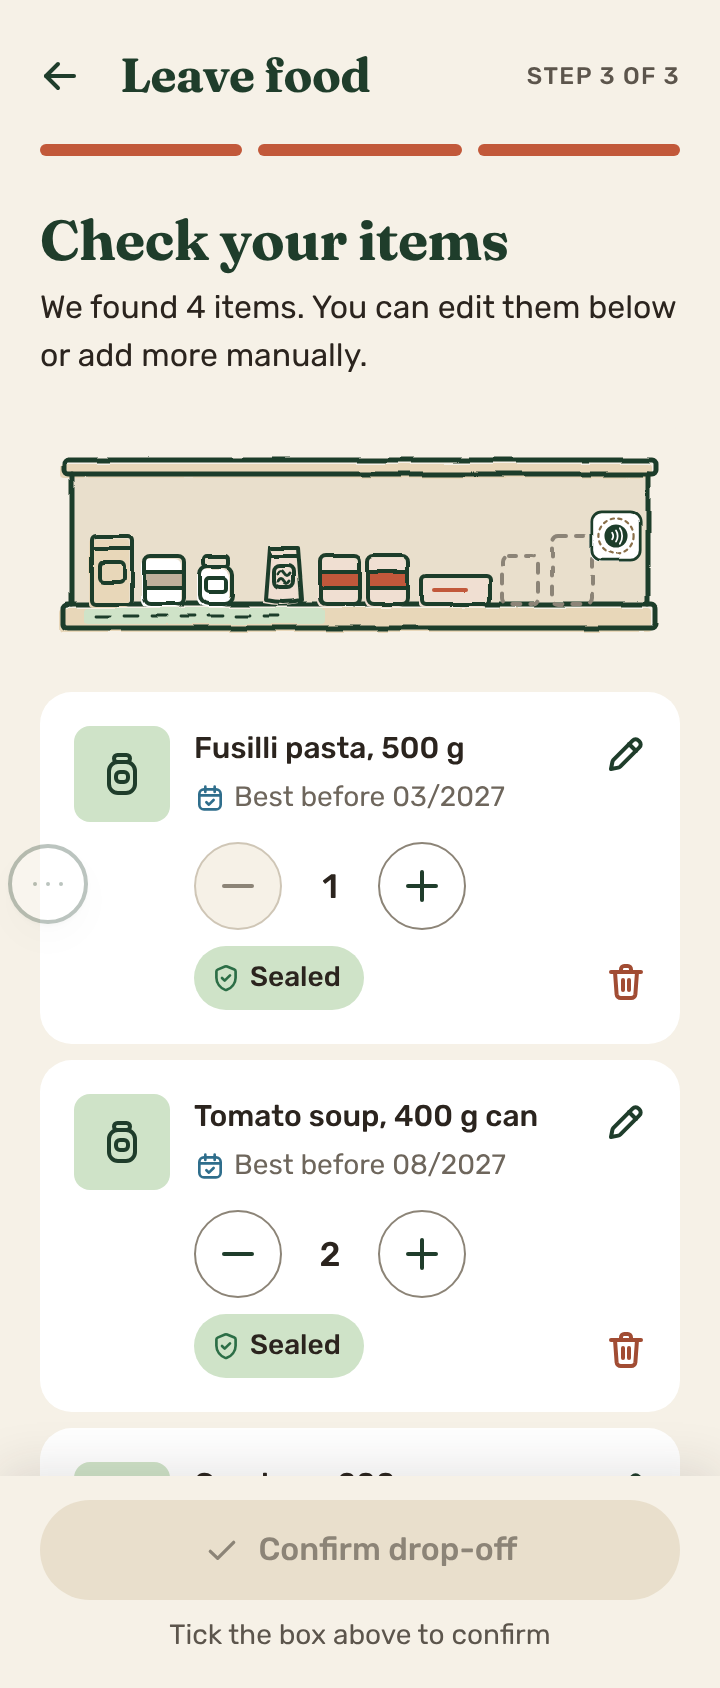 Leave food
STEP 3 OF 3
Check your items
We found 4 items. You can edit them below
or add more manually.
Fusilli pasta, 500 g
Best before 03/2027
1
Sealed
Tomato soup, 400 g can
Best before 08/2027
2
Sealed
Confirm drop-off
Tick the box above to confirm